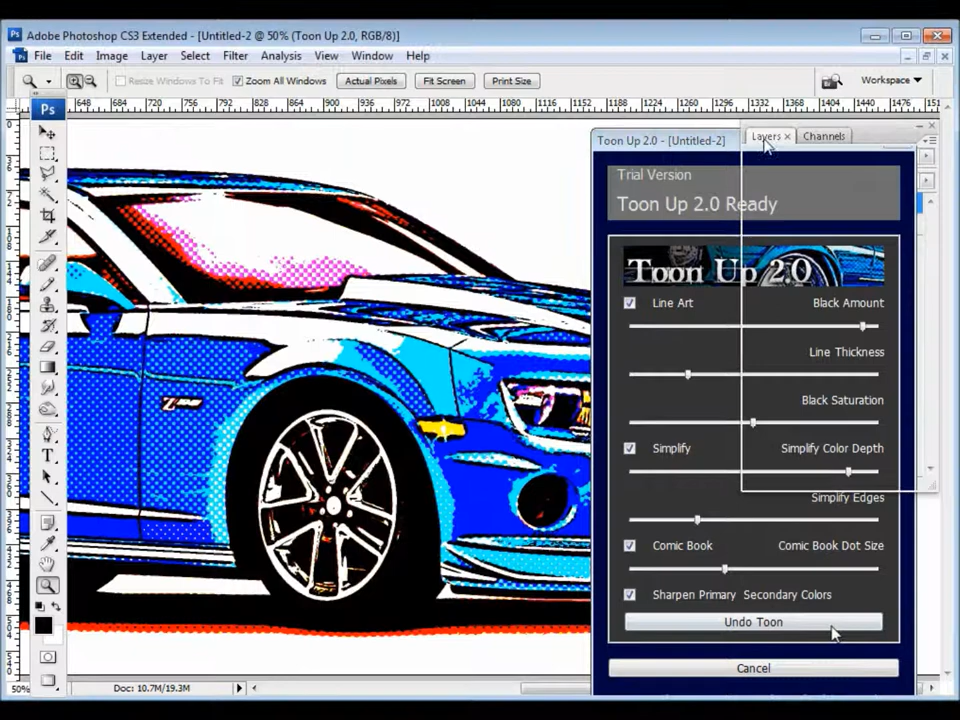 Ps Adobe Photoshop CS3 Extended - [Untitled-2 @ 50% (Toon Up 2.0, RGB/8)]
File Edit Image Layer Select Filter Analysis View Window Help
Resize Windows To Fit Zoom All Windows Actual Pixels Fit Screen Print Size Workspace
648 684 720 756 792 828 864 900 936 972 1008 1044 1080 1116 1152 1188 1224 1260 1296 1332 1368 1404 1440 1476 151
Ps
Layers × Channels
Toon Up 2.0 - [Untitled-2]
Trial Version
Toon Up 2.0 Ready
Toon Up 2.0
Line Art Black Amount
Line Thickness
Black Saturation
Simplify Simplify Color Depth
Simplify Edges
Comic Book Comic Book Dot Size
Sharpen Primary Secondary Colors
Undo Toon
Cancel
T
50% Doc: 10.7M/19.3M